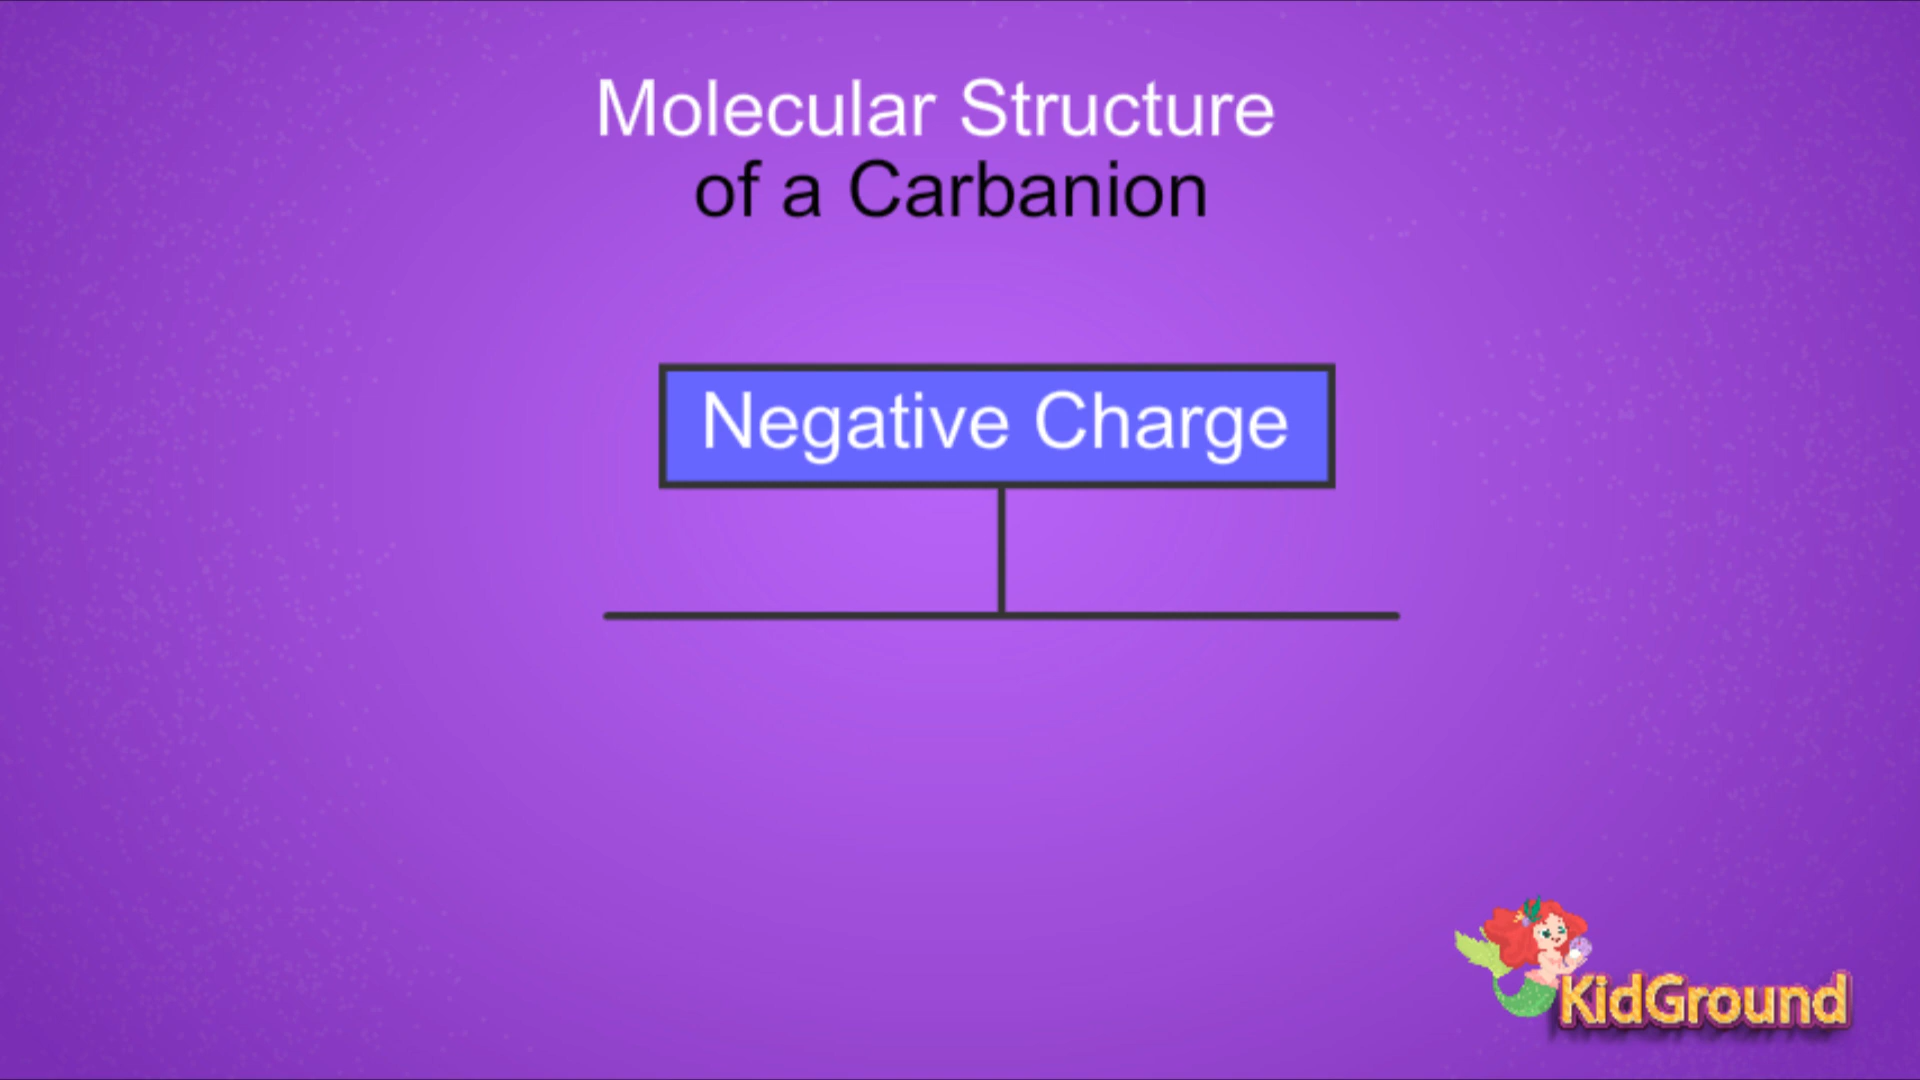 Molecular Structure
of a Carbanion
Negative Charge
KidGround